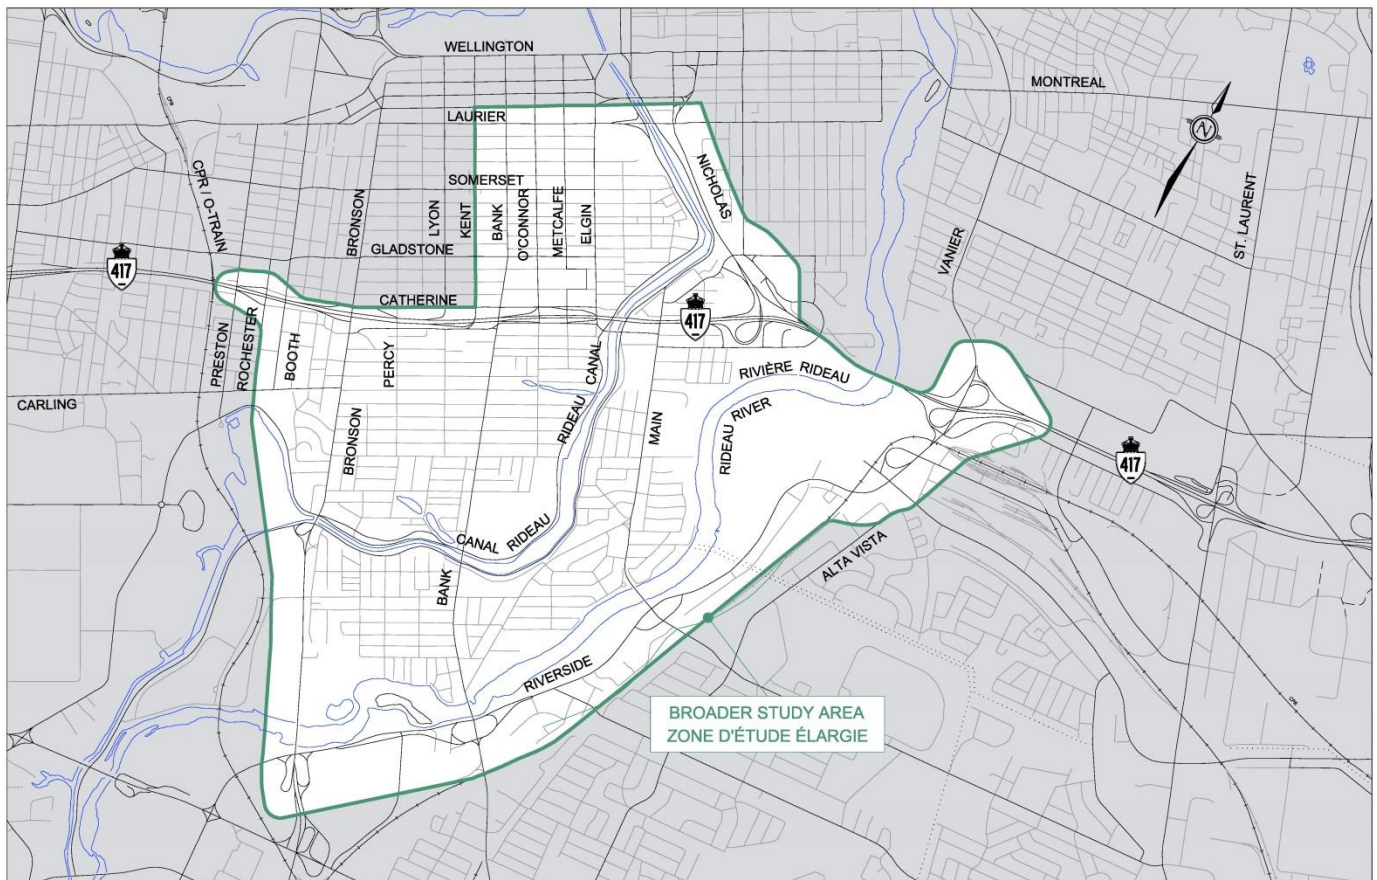 WELLINGTON
MONTREAL
LAURIER
NICHOLAS
CPR / O-TRAIN
SOMERSET
BRONSON
LYON
KENT
BANK
O'CONNOR
METCALFE
ELGIN
ST. LAURENT
VANIER
GLADSTONE
417
CATHERINE
417
PRESTON
ROCHESTER
BOOTH
PERCY
RIDEAU CANAL
MAIN
RIVIÈRE RIDEAU
RIDEAU RIVER
CARLING
BRONSON
417
CANAL RIDEAU
ALTA VISTA
BANK
RIVERSIDE
BROADER STUDY AREA
ZONE D'ÉTUDE ÉLARGIE
N
CPR
CPR